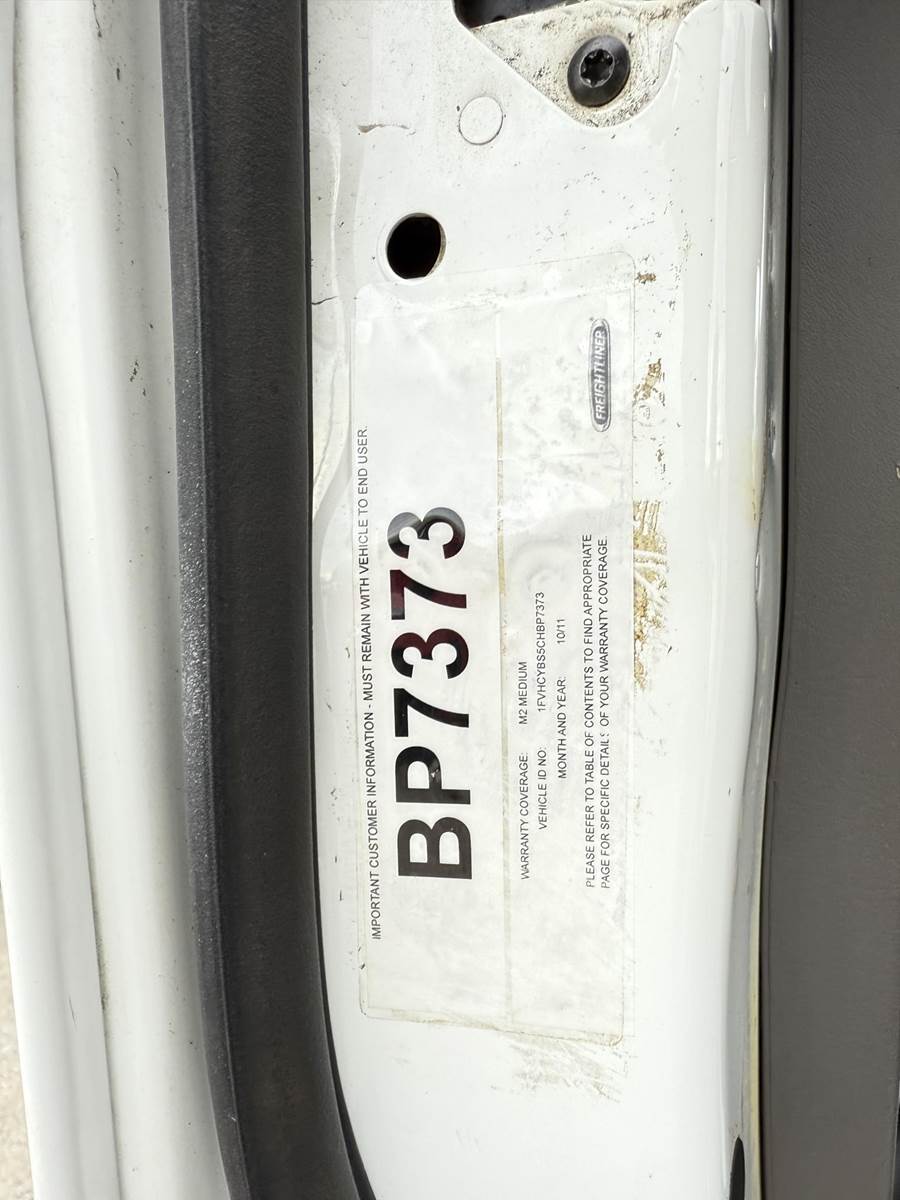 IMPORTANT CUSTOMER INFORMATION - MUST REMAIN WITH VEHICLE TO END USER.
BP7373
WARRANTY COVERAGE: M2 MEDIUM
VEHICLE ID NO: 1FVHCYBS5CHBP7373
MONTH AND YEAR: 10/11
PLEASE REFER TO TABLE OF CONTENTS TO FIND APPROPRIATE
PAGE FOR SPECIFIC DETAILS OF YOUR WARRANTY COVERAGE.
FREIGHTLINER